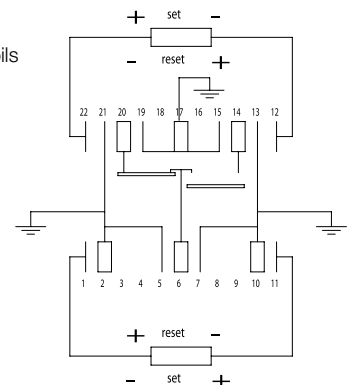 + set -
oils
- reset +
22 21 20 19 18 17 16 15 14 13 12
1 2 3 4 5 6 7 8 9 10 11
+ reset -
- set +